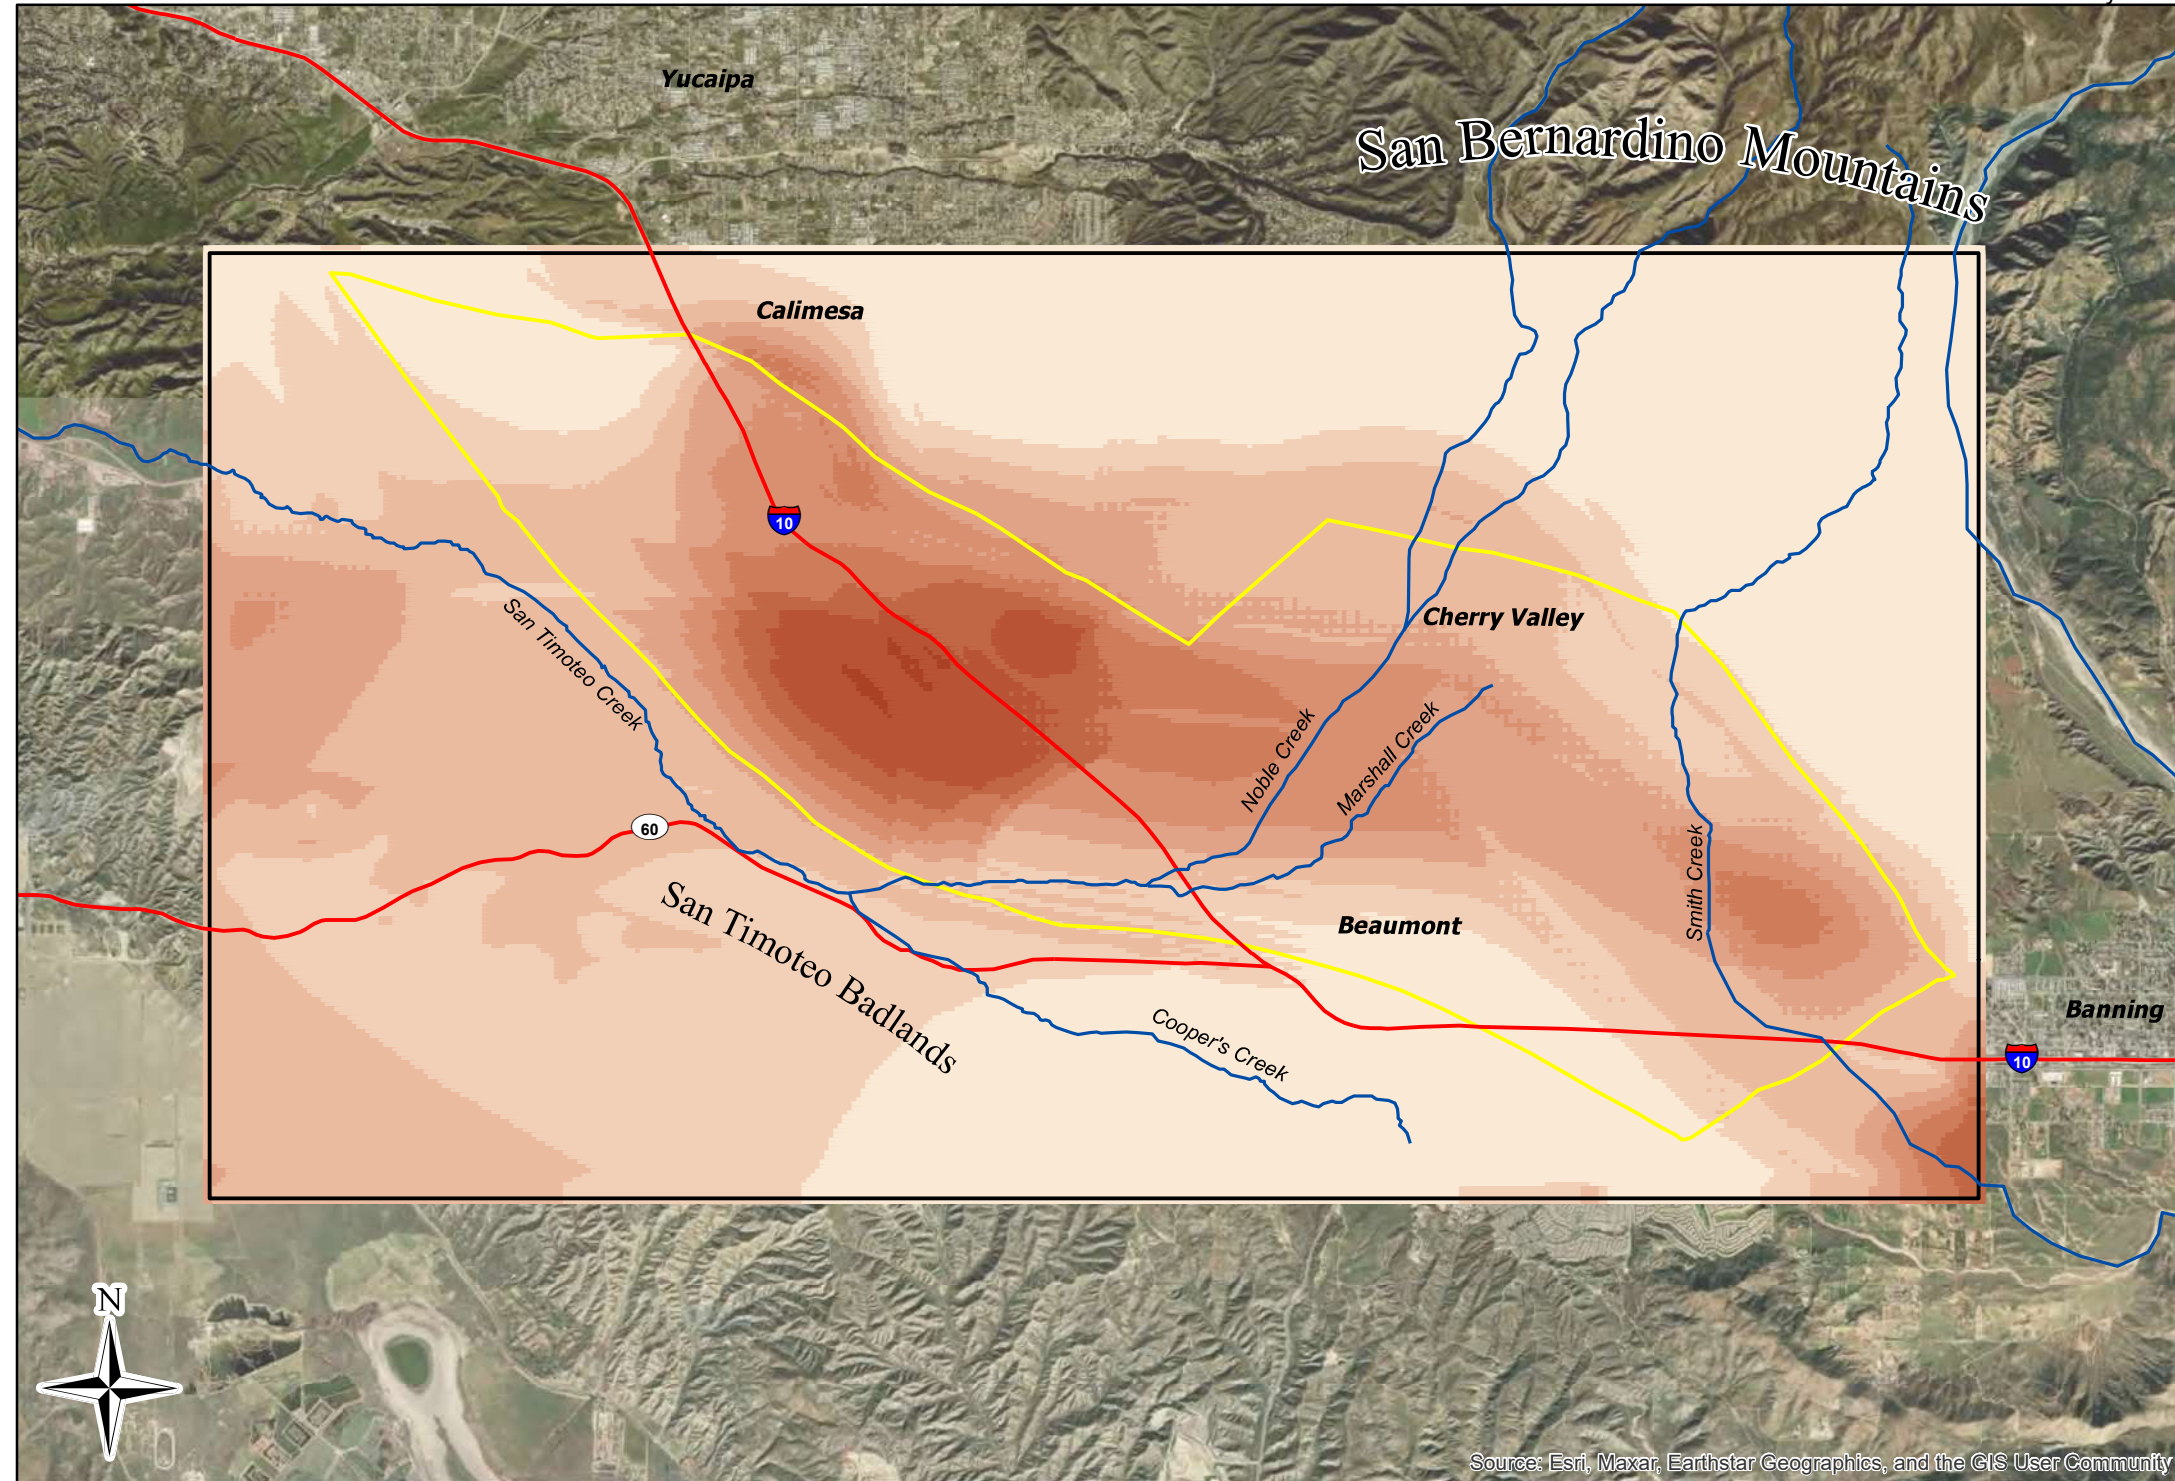 Yucaipa
San Bernardino Mountains
Calimesa
10
San Timoteo Creek
Cherry Valley
Noble Creek
Marshall Creek
60
Smith Creek
San Timoteo Badlands
Beaumont
Cooper's Creek
Banning
10
N
Source: Esri, Maxar, Earthstar Geographics, and the GIS User Community